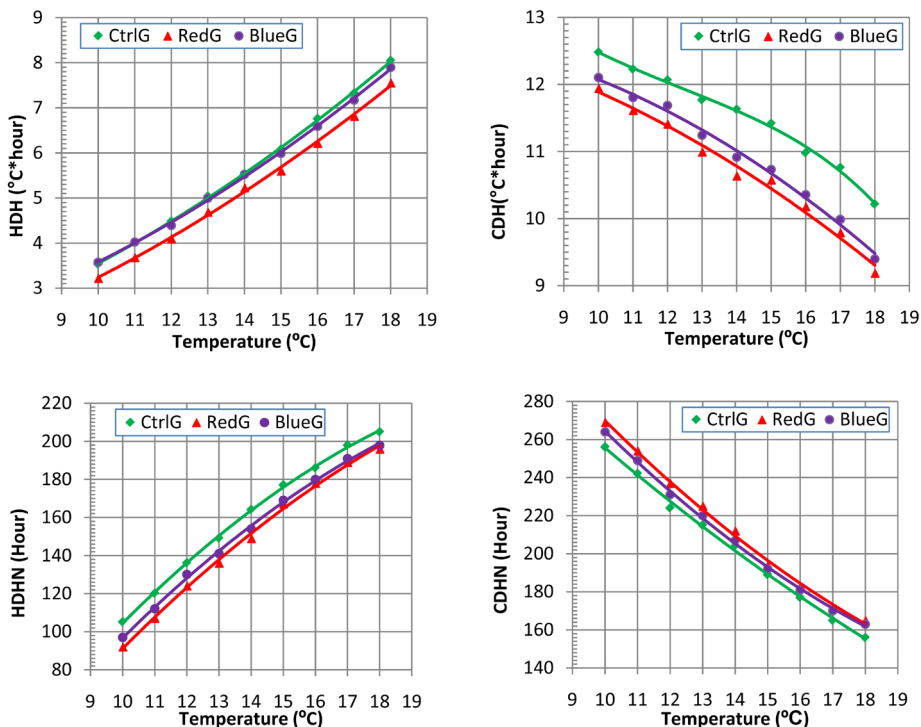 9
8
7
6
5
4
3
HDH (°C*hour)
CtrlG RedG BlueG
9 10 11 12 13 14 15 16 17 18 19
Temperature (⁰C)
13
12
11
10
9
CDH(°C*hour)
CtrlG RedG BlueG
9 10 11 12 13 14 15 16 17 18 19
Temperature (⁰C)
220
200
180
160
140
120
100
80
HDHN (Hour)
CtrlG RedG BlueG
9 10 11 12 13 14 15 16 17 18 19
Temperature (°C)
280
260
240
220
200
180
160
140
CDHN (Hour)
CtrlG RedG BlueG
9 10 11 12 13 14 15 16 17 18 19
Temperature (°C)